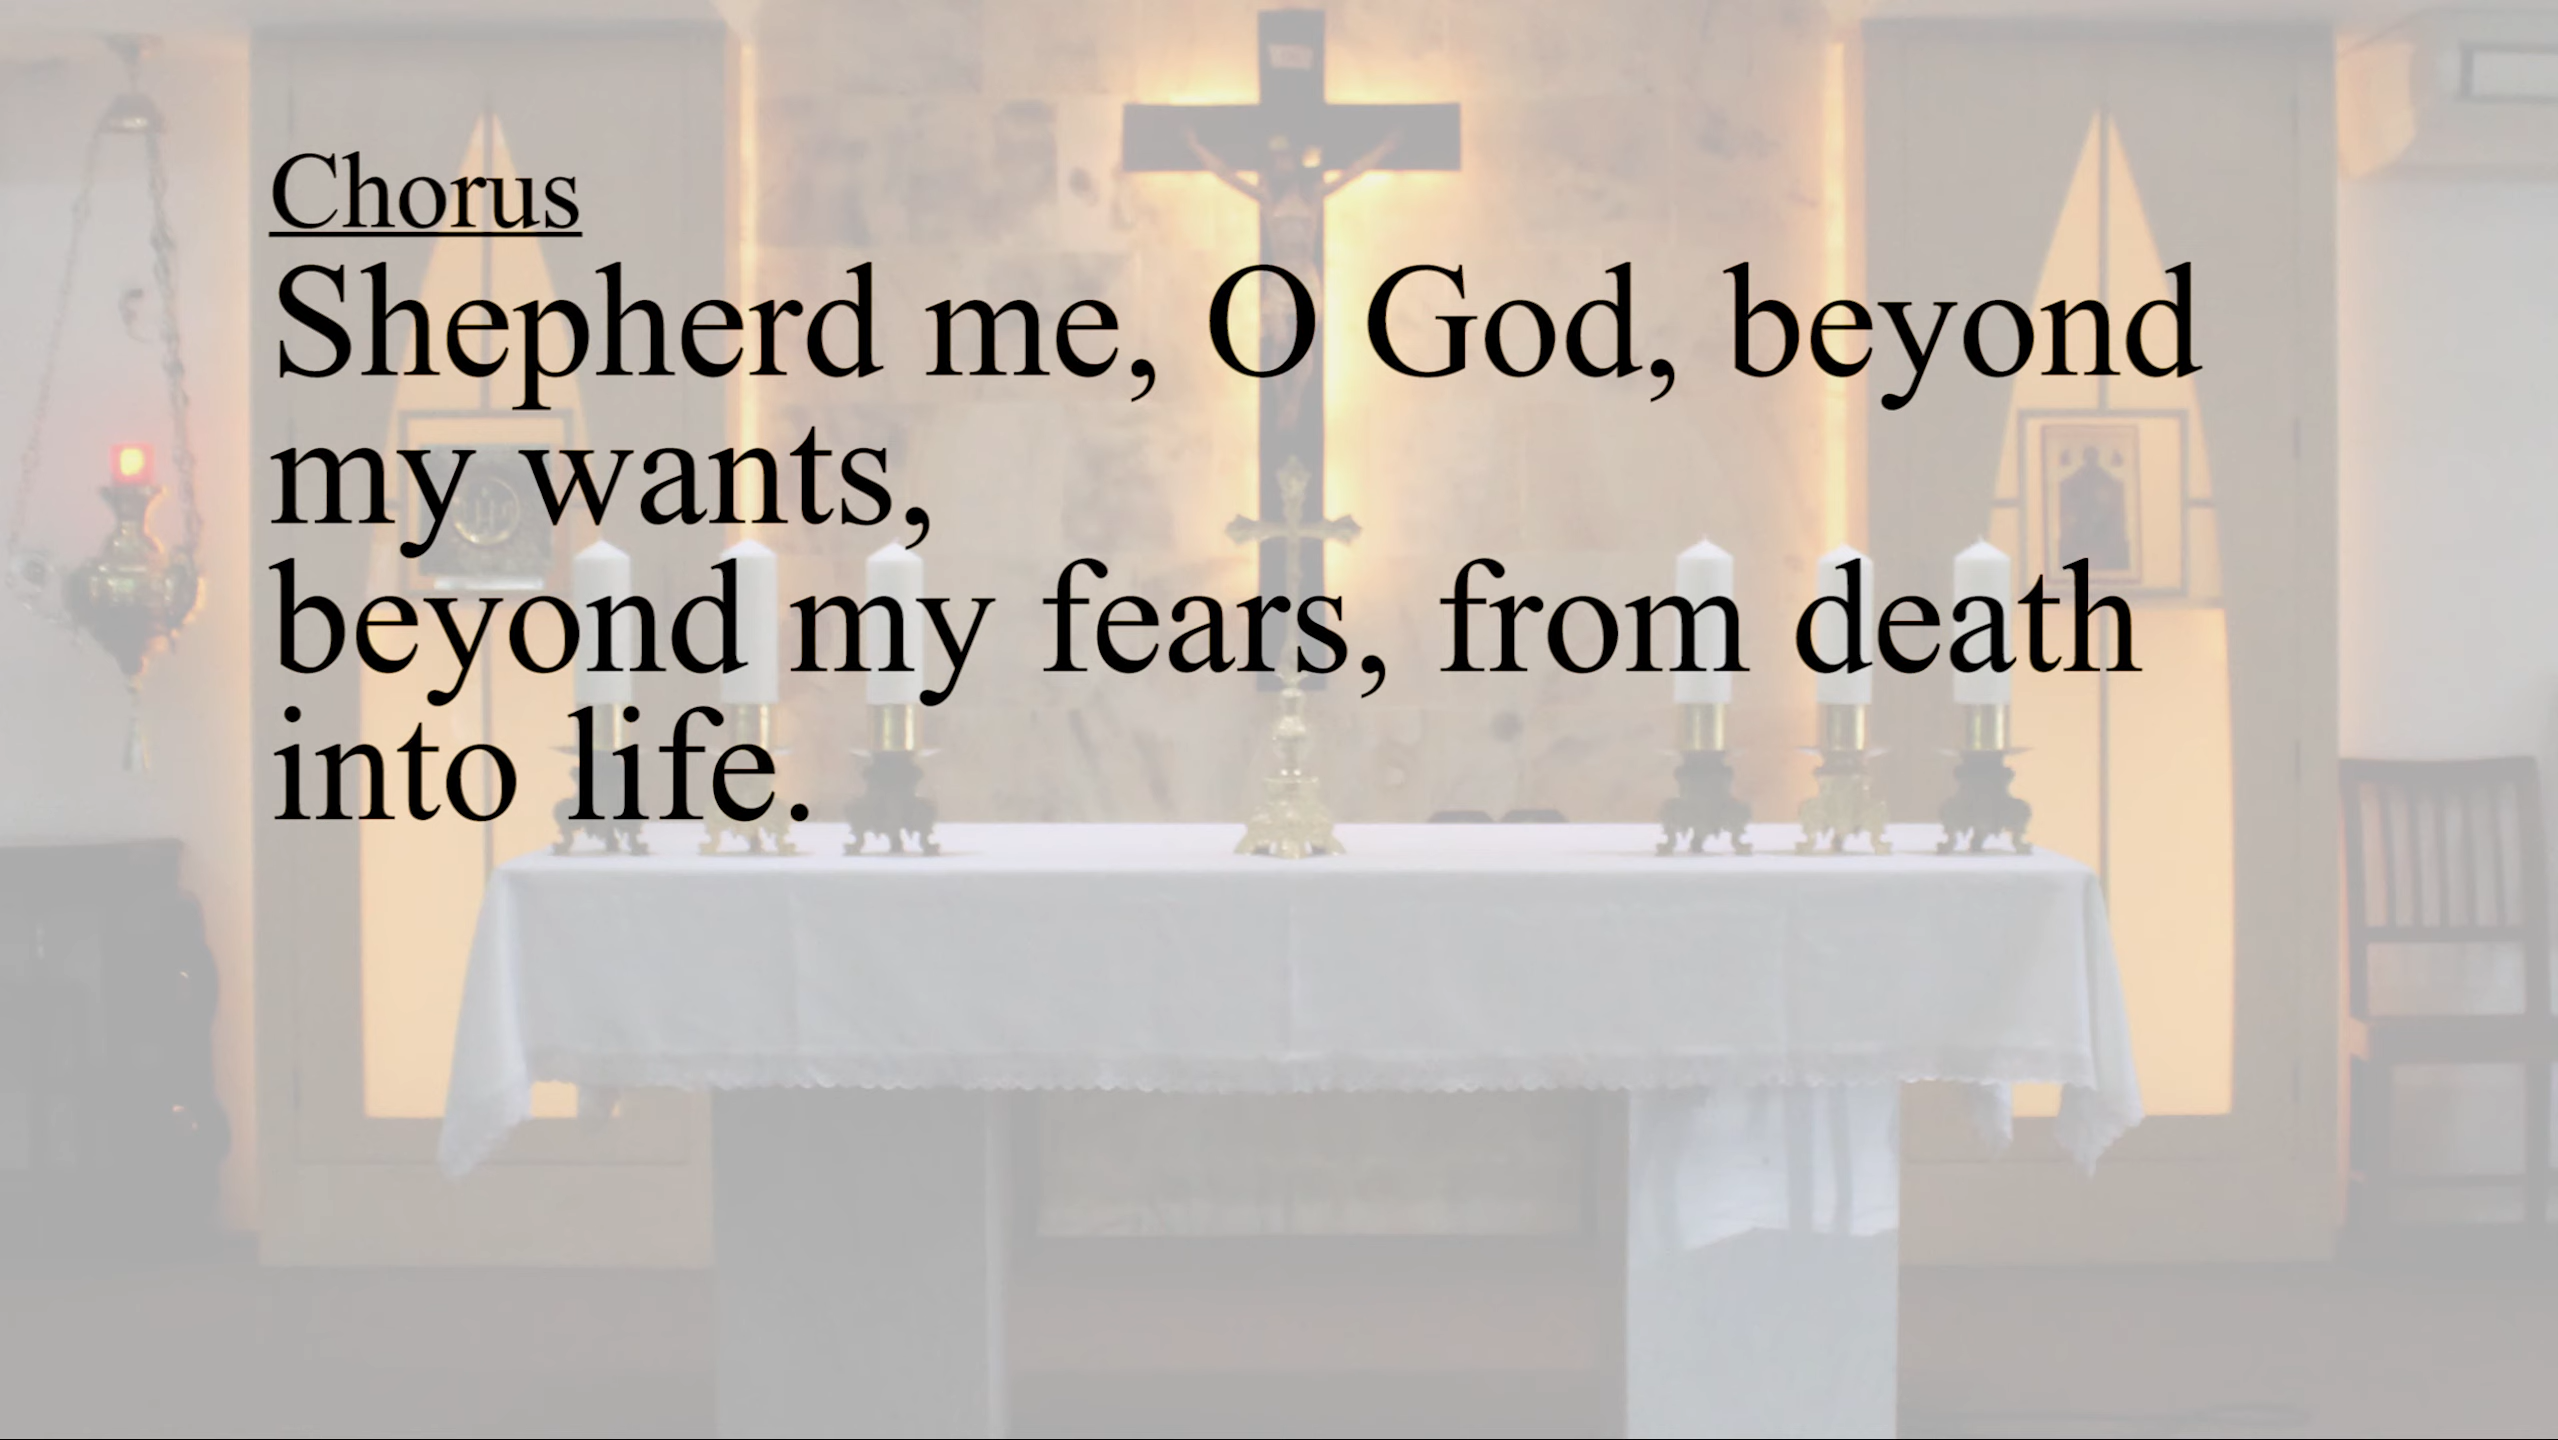 Chorus
Shepherd me, O God, beyond
my wants,
beyond my fears, from death
into life.